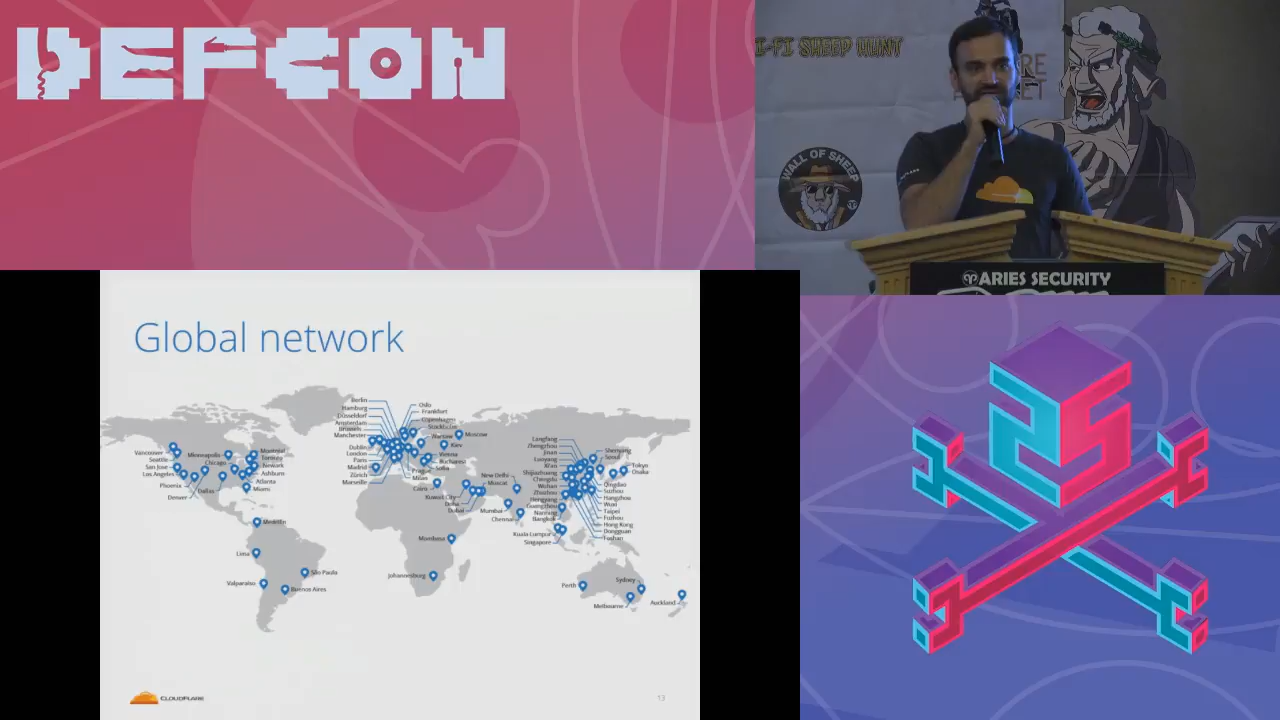 DEFCON
WI-FI SHEEP HUNT
WALL OF SHEEP
ARIES SECURITY
Global network
Berlin
Hamburg
Düsseldorf
Amsterdam
Brussels
Manchester
Dublin
London
Paris
Madrid
Zürich
Marseille
Oslo
Frankfurt
Copenhagen
Stockholm
Warsaw
Moscow
Kiev
Vienna
Bucharest
Sofia
Prague
Milan
Cairo
Vancouver
Seattle
San Jose
Los Angeles
Phoenix
Denver
Minneapolis
Chicago
Dallas
Montréal
Toronto
Newark
Ashburn
Atlanta
Miami
Medellín
Lima
Valparaíso
São Paulo
Buenos Aires
Mombasa
Johannesburg
Kuwait City
Doha
Dubai
Muscat
New Delhi
Mumbai
Chennai
Langfang
Zhengzhou
Jinan
Luoyang
Xi'an
Shijiazhuang
Chengdu
Wuhan
Hengyang
Guangzhou
Nanning
Bangkok
Kuala Lumpur
Singapore
Shenyang
Seoul
Tokyo
Osaka
Qingdao
Suzhou
Hangzhou
Wuxi
Taipei
Fuzhou
Hong Kong
Dongguan
Foshan
Perth
Sydney
Melbourne
Auckland
CLOUDFLARE
13